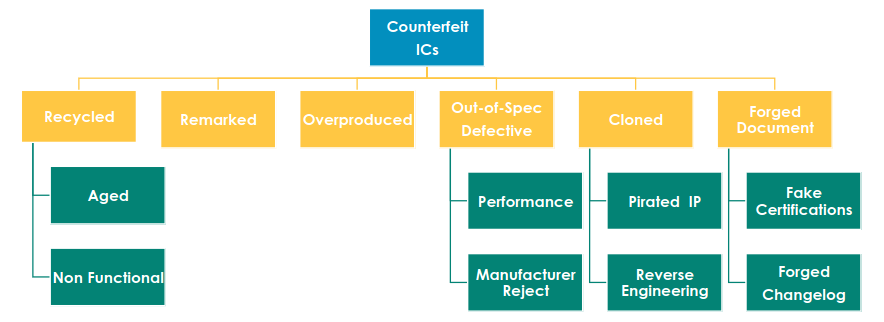 Counterfeit
ICs
Recycled
Remarked
Overproduced
Out-of-Spec
Defective
Cloned
Forged
Document
Aged
Non Functional
Performance
Manufacturer
Reject
Pirated IP
Reverse
Engineering
Fake
Certifications
Forged
Changelog